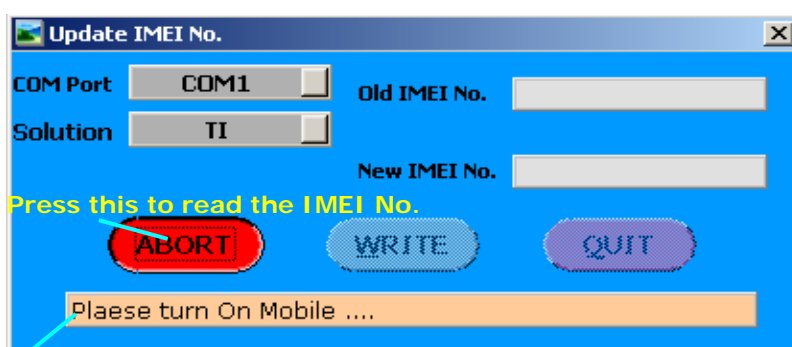 Update IMEI No.
COM Port COM1 Old IMEI No.
Solution TI
New IMEI No.
Press this to read the IMEI No.
ABORT WRITE QUIT
Plaese turn On Mobile ....